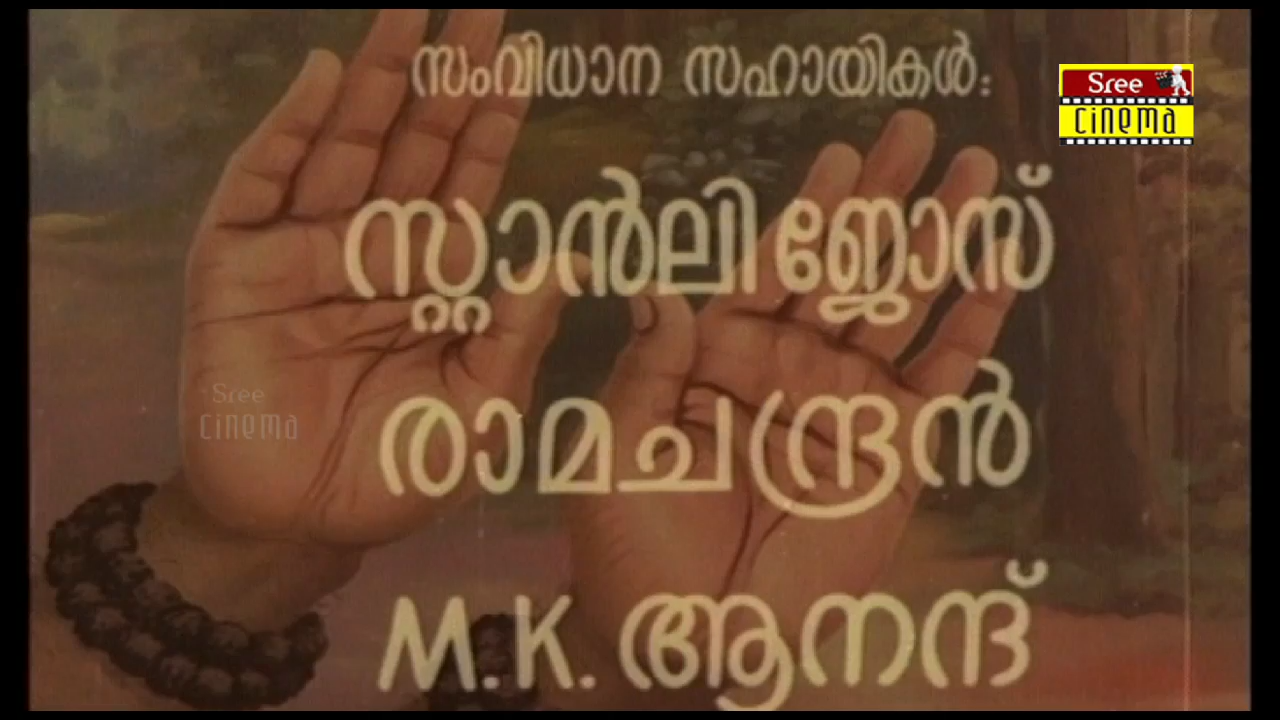 സംവിധാന സഹായികൾ:
Sree
cinema
സ്റ്റാൻലി ജോസ്
രാമചന്ദ്രൻ
Sree
cinema
M.K. ആനന്ദ്